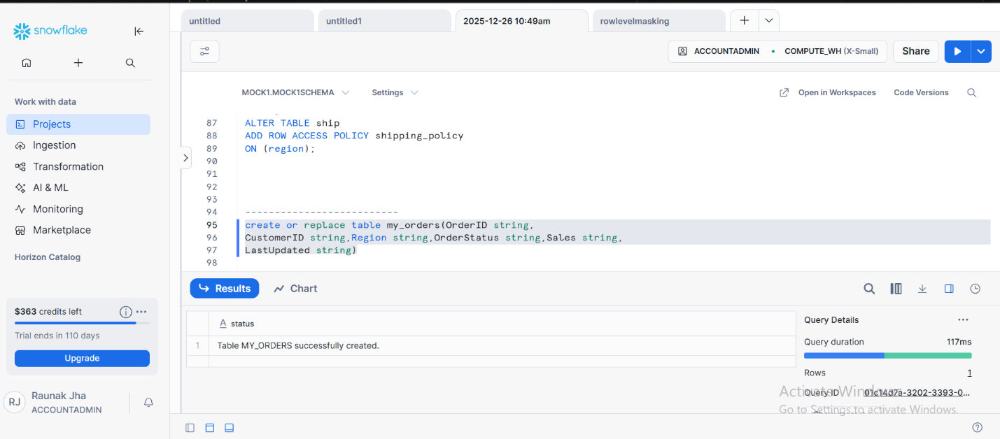 untitled
untitled1
2025-12-26 10:49am
rowlevelmasking
snowflake
ACCOUNTADMIN
COMPUTE_WH (X-Small)
Share
Work with data
Projects
Ingestion
Transformation
AI & ML
Monitoring
Marketplace
Horizon Catalog
$363 credits left
Trial ends in 110 days
Upgrade
RJ
Raunak Jha
ACCOUNTADMIN
MOCK1.MOCK1SCHEMA
Settings
Open in Workspaces
Code Versions
87 ALTER TABLE ship
88 ADD ROW ACCESS POLICY shipping_policy
89 ON (region);
90
91
92
93
94 --------------------------
95 create or replace table my_orders(OrderID string,
96 CustomerID string,Region string,OrderStatus string,Sales string,
97 LastUpdated string)
98
Results
Chart
A status
1 Table MY_ORDERS successfully created.
Query Details
Query duration 117ms
Rows 1
Query ID 01c14d7a-3202-3393-0...
Activate Windows
Go to Settings to activate Windows.